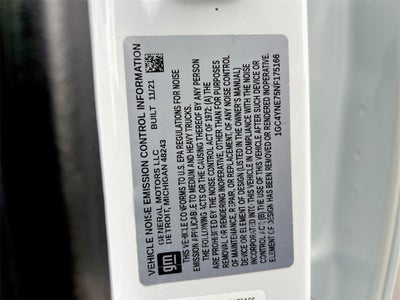 VEHICLE NOISE EMISSION CONTROL INFORMATION
gm
GENERAL MOTORS LLC
DETROIT, MICHIGAN 48243
BUILT 11/21
THIS VEHICLE CONFORMS TO U.S. EPA REGULATIONS FOR NOISE
EMISSION APPLICABLE TO MEDIUM AND HEAVY TRUCKS.
THE FOLLOWING ACTS OR THE CAUSING THEREOF BY ANY PERSON
ARE PROHIBITED BY THE NOISE CONTROL ACT OF 1972: (A) THE
REMOVAL OR RENDERING INOPERATIVE, OTHER THAN FOR PURPOSES
OF MAINTENANCE, REPAIR, OR REPLACEMENT, OF ANY NOISE CONTROL
DEVICE OR ELEMENT OF DESIGN (LISTED IN THE OWNER'S MANUAL)
INCORPORATED INTO THIS VEHICLE IN COMPLIANCE WITH THE NOISE
CONTROL ACT; (B) THE USE OF THIS VEHICLE AFTER SUCH DEVICE OR
ELEMENT OF DESIGN HAS BEEN REMOVED OR RENDERED INOPERATIVE.
1GC4YNE75NF175166